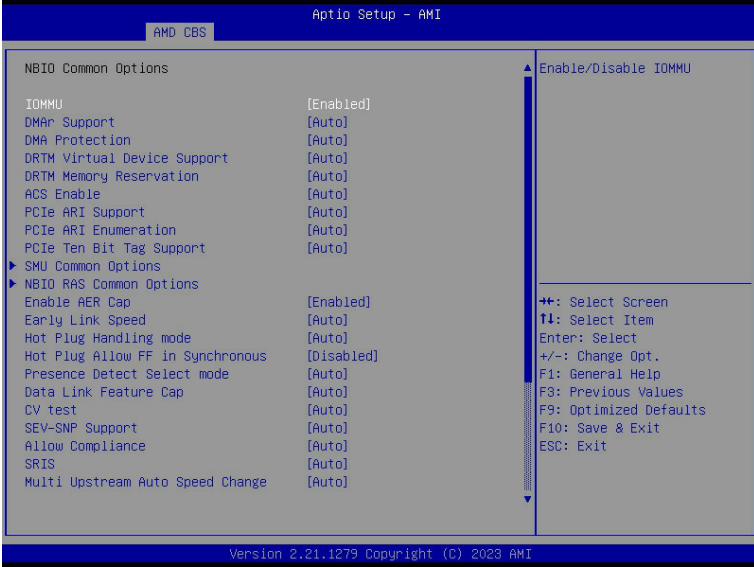 Aptio Setup – AMI
AMD CBS
NBIO Common Options
Enable/Disable IOMMU
IOMMU [Enabled]
DMAr Support [Auto]
DMA Protection [Auto]
DRTM Virtual Device Support [Auto]
DRTM Memory Reservation [Auto]
ACS Enable [Auto]
PCIe ARI Support [Auto]
PCIe ARI Enumeration [Auto]
PCIe Ten Bit Tag Support [Auto]
SMU Common Options
NBIO RAS Common Options
Enable AER Cap [Enabled]
Early Link Speed [Auto]
Hot Plug Handling mode [Auto]
Hot Plug Allow FF in Synchronous [Disabled]
Presence Detect Select mode [Auto]
Data Link Feature Cap [Auto]
CV test [Auto]
SEV-SNP Support [Auto]
Allow Compliance [Auto]
SRIS [Auto]
Multi Upstream Auto Speed Change [Auto]
→←: Select Screen
↑↓: Select Item
Enter: Select
+/-: Change Opt.
F1: General Help
F3: Previous Values
F9: Optimized Defaults
F10: Save & Exit
ESC: Exit
Version 2.21.1279 Copyright (C) 2023 AMI